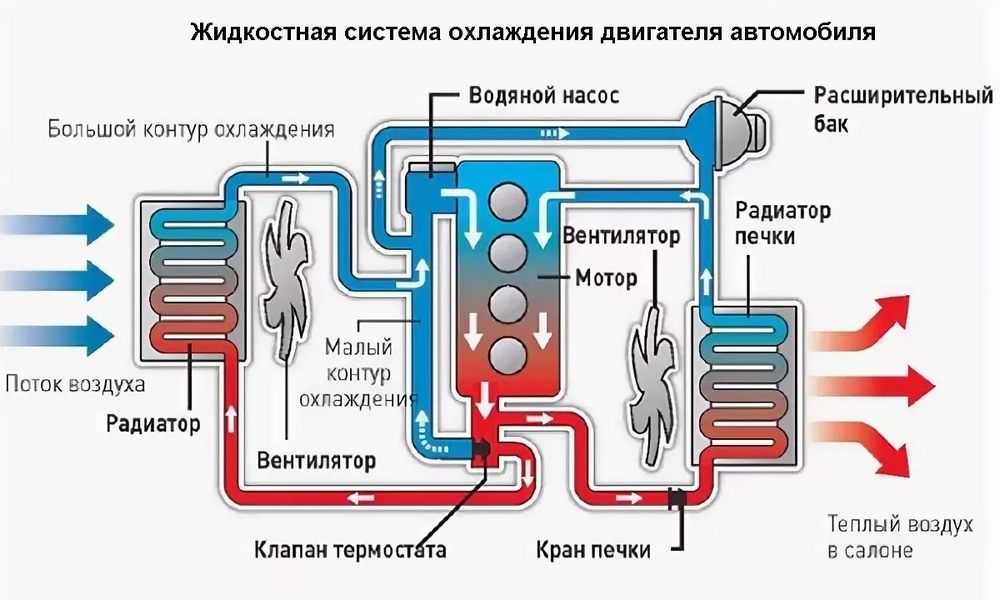 Жидкостная система охлаждения двигателя автомобиля
Водяной насос
Расширительный
бак
Большой контур охлаждения
Радиатор
печки
Вентилятор
Мотор
Малый
контур
охлаждения
Поток воздуха
Радиатор
Вентилятор
Клапан термостата
Кран печки
Теплый воздух
в салоне